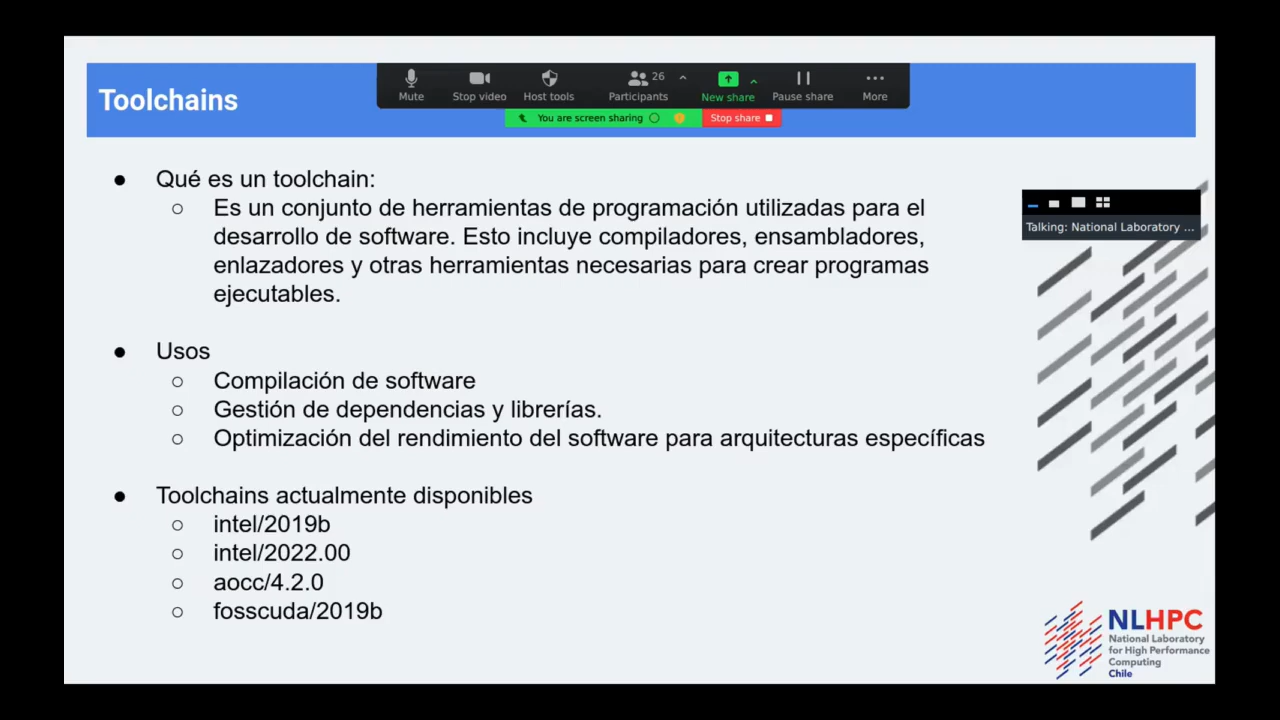 Toolchains
Mute
Stop video
Host tools
26
Participants
New share
Pause share
More
You are screen sharing
Stop share
Talking: National Laboratory ...
● Qué es un toolchain:
○ Es un conjunto de herramientas de programación utilizadas para el
desarrollo de software. Esto incluye compiladores, ensambladores,
enlazadores y otras herramientas necesarias para crear programas
ejecutables.
● Usos
○ Compilación de software
○ Gestión de dependencias y librerías.
○ Optimización del rendimiento del software para arquitecturas específicas
● Toolchains actualmente disponibles
○ intel/2019b
○ intel/2022.00
○ aocc/4.2.0
○ fosscuda/2019b
NLHPC
National Laboratory
for High Performance
Computing
Chile